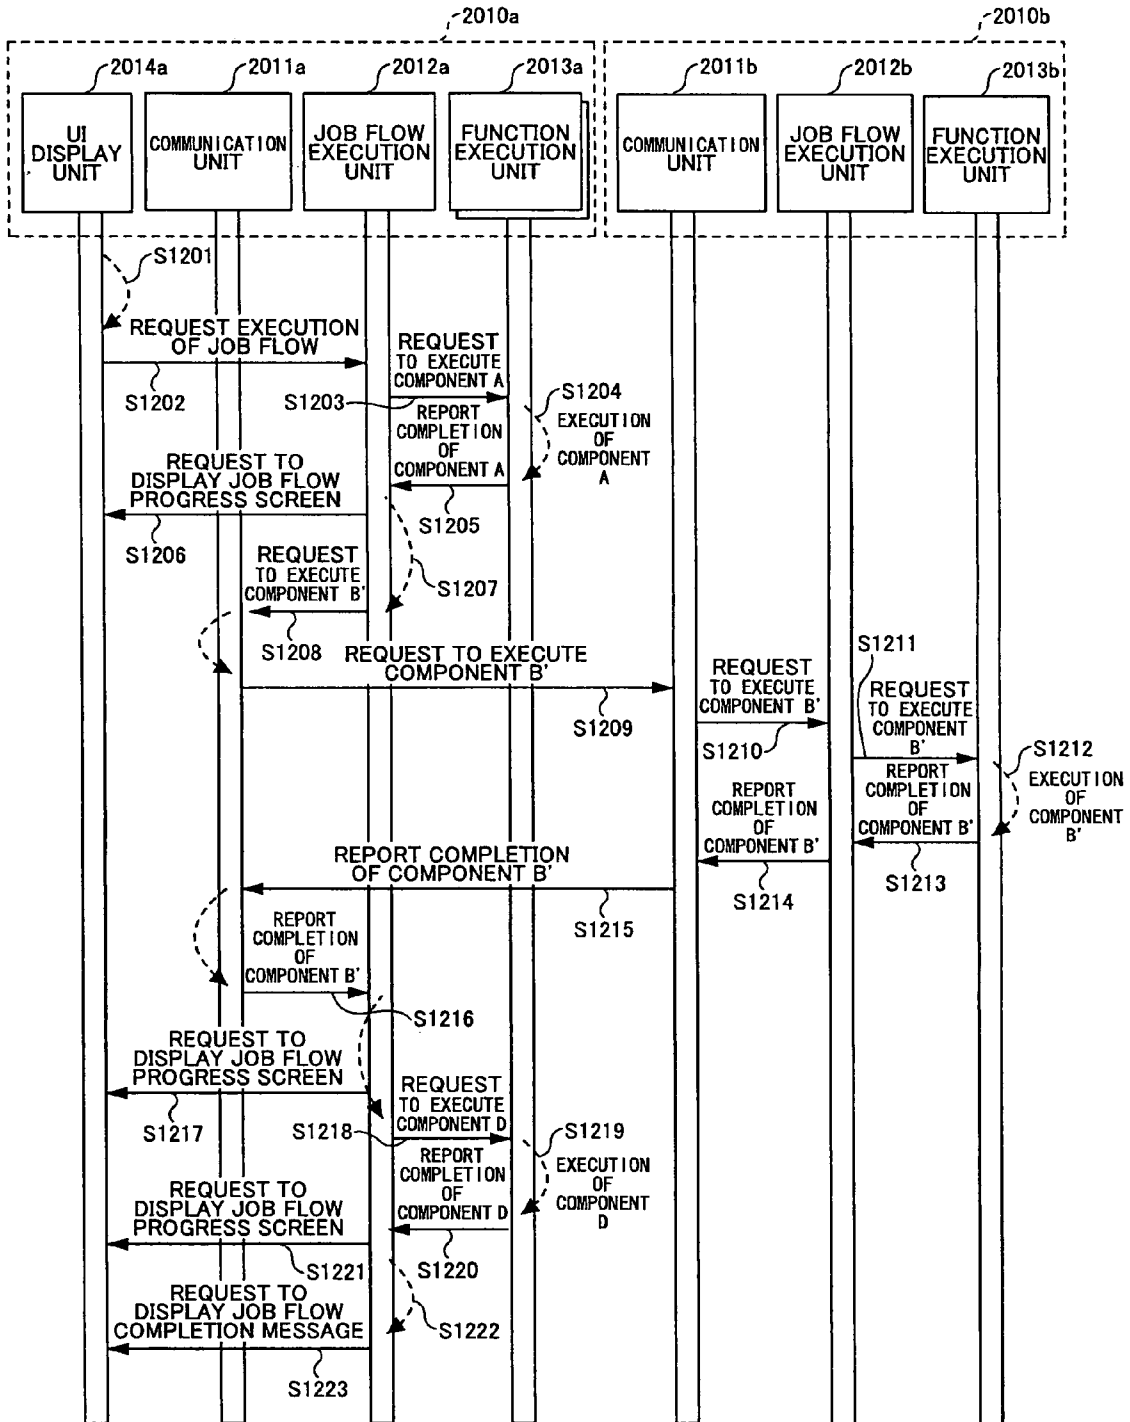 2010a
2010b
2014a
2011a
2012a
2013a
2011b
2012b
2013b
UI
DISPLAY
UNIT
COMMUNICATION
UNIT
JOB FLOW
EXECUTION
UNIT
FUNCTION
EXECUTION
UNIT
COMMUNICATION
UNIT
JOB FLOW
EXECUTION
UNIT
FUNCTION
EXECUTION
UNIT
S1201
REQUEST EXECUTION
OF JOB FLOW
S1202
REQUEST
TO EXECUTE
COMPONENT A
S1203
S1204
EXECUTION
OF
COMPONENT
A
REPORT
COMPLETION
OF
COMPONENT A
S1205
REQUEST TO
DISPLAY JOB FLOW
PROGRESS SCREEN
S1206
S1207
REQUEST
TO EXECUTE
COMPONENT B'
S1208
REQUEST TO EXECUTE
COMPONENT B'
S1209
REQUEST
TO EXECUTE
COMPONENT B'
S1210
S1211
REQUEST
TO EXECUTE
COMPONENT
B'
S1212
EXECUTION
OF
COMPONENT
B'
REPORT
COMPLETION
OF
COMPONENT B'
S1213
REPORT
COMPLETION
OF
COMPONENT B'
S1214
REPORT COMPLETION
OF COMPONENT B'
S1215
REPORT
COMPLETION
OF
COMPONENT B'
S1216
REQUEST TO
DISPLAY JOB FLOW
PROGRESS SCREEN
S1217
REQUEST
TO EXECUTE
COMPONENT D
S1218
S1219
EXECUTION
OF
COMPONENT
D
REPORT
COMPLETION
OF
COMPONENT D
S1220
REQUEST TO
DISPLAY JOB FLOW
PROGRESS SCREEN
S1221
S1222
REQUEST TO
DISPLAY JOB FLOW
COMPLETION MESSAGE
S1223